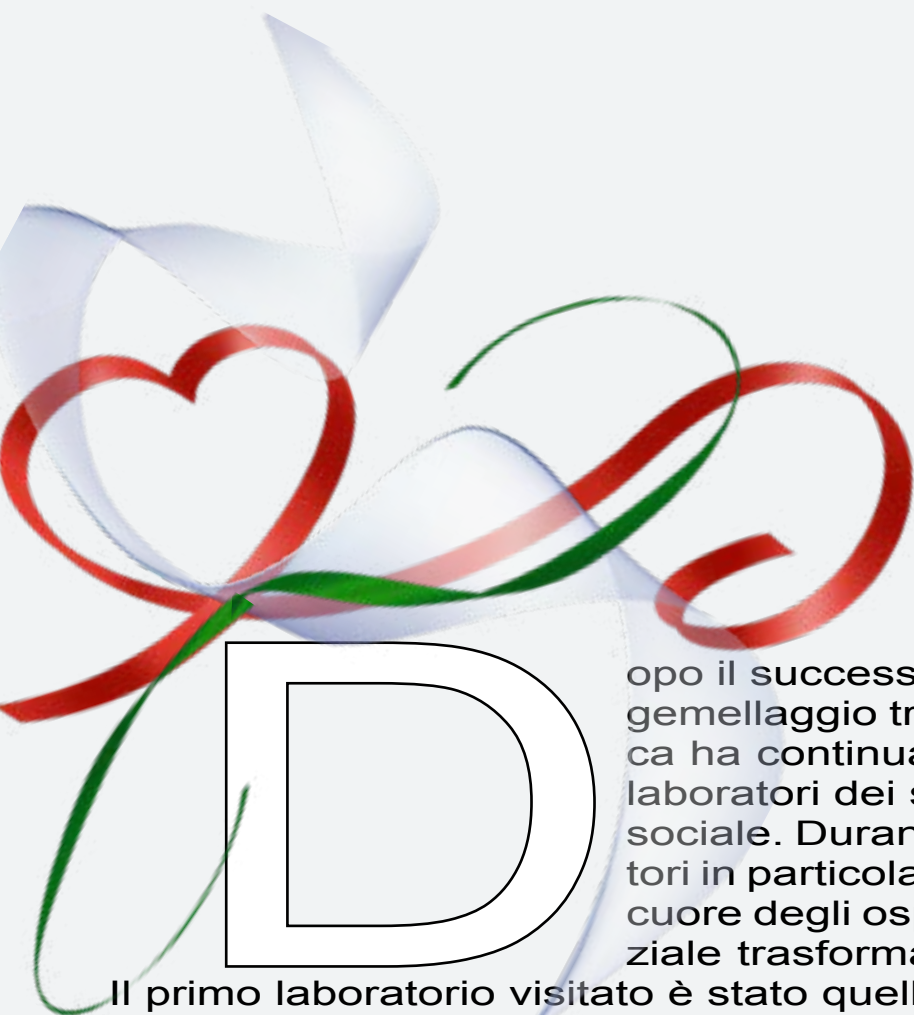 Dopo il success
gemellaggio tr
ca ha continua
laboratori dei s
sociale. Duran
tori in particola
cuore degli os
ziale trasforma
Il primo laboratorio visitato è stato quell